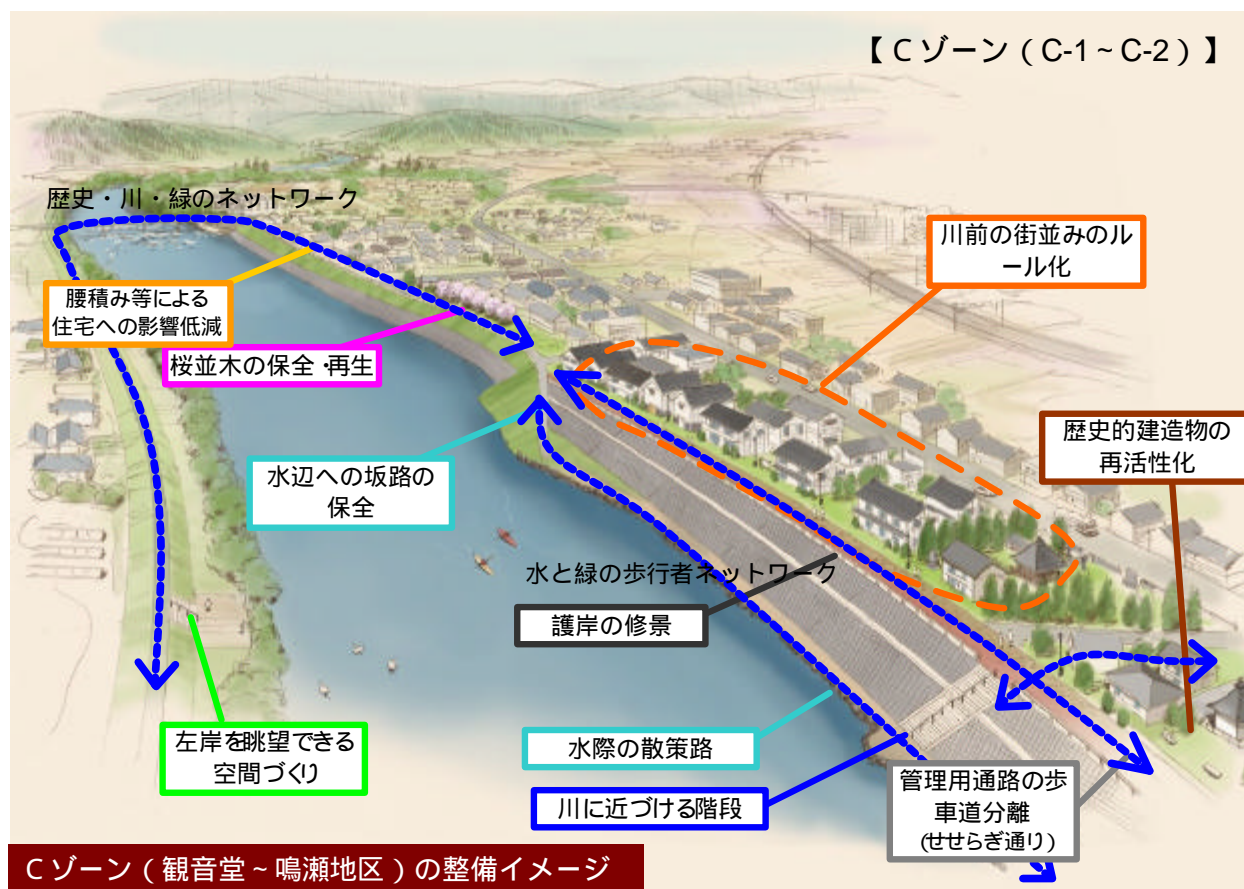 【Cゾーン（C-1～C-2）】
歴史・川・緑のネットワーク
川前の街並みのル
ール化
腰積み等による
住宅への影響低減
桜並木の保全・再生
歴史的建造物の
再活性化
水辺への坂路の
保全
水と緑の歩行者ネットワーク
護岸の修景
左岸を眺望できる
空間づくり
水際の散策路
川に近づける階段
管理用通路の歩
車道分離
(せせらぎ通り)
Cゾーン（観音堂～鳴瀬地区）の整備イメージ